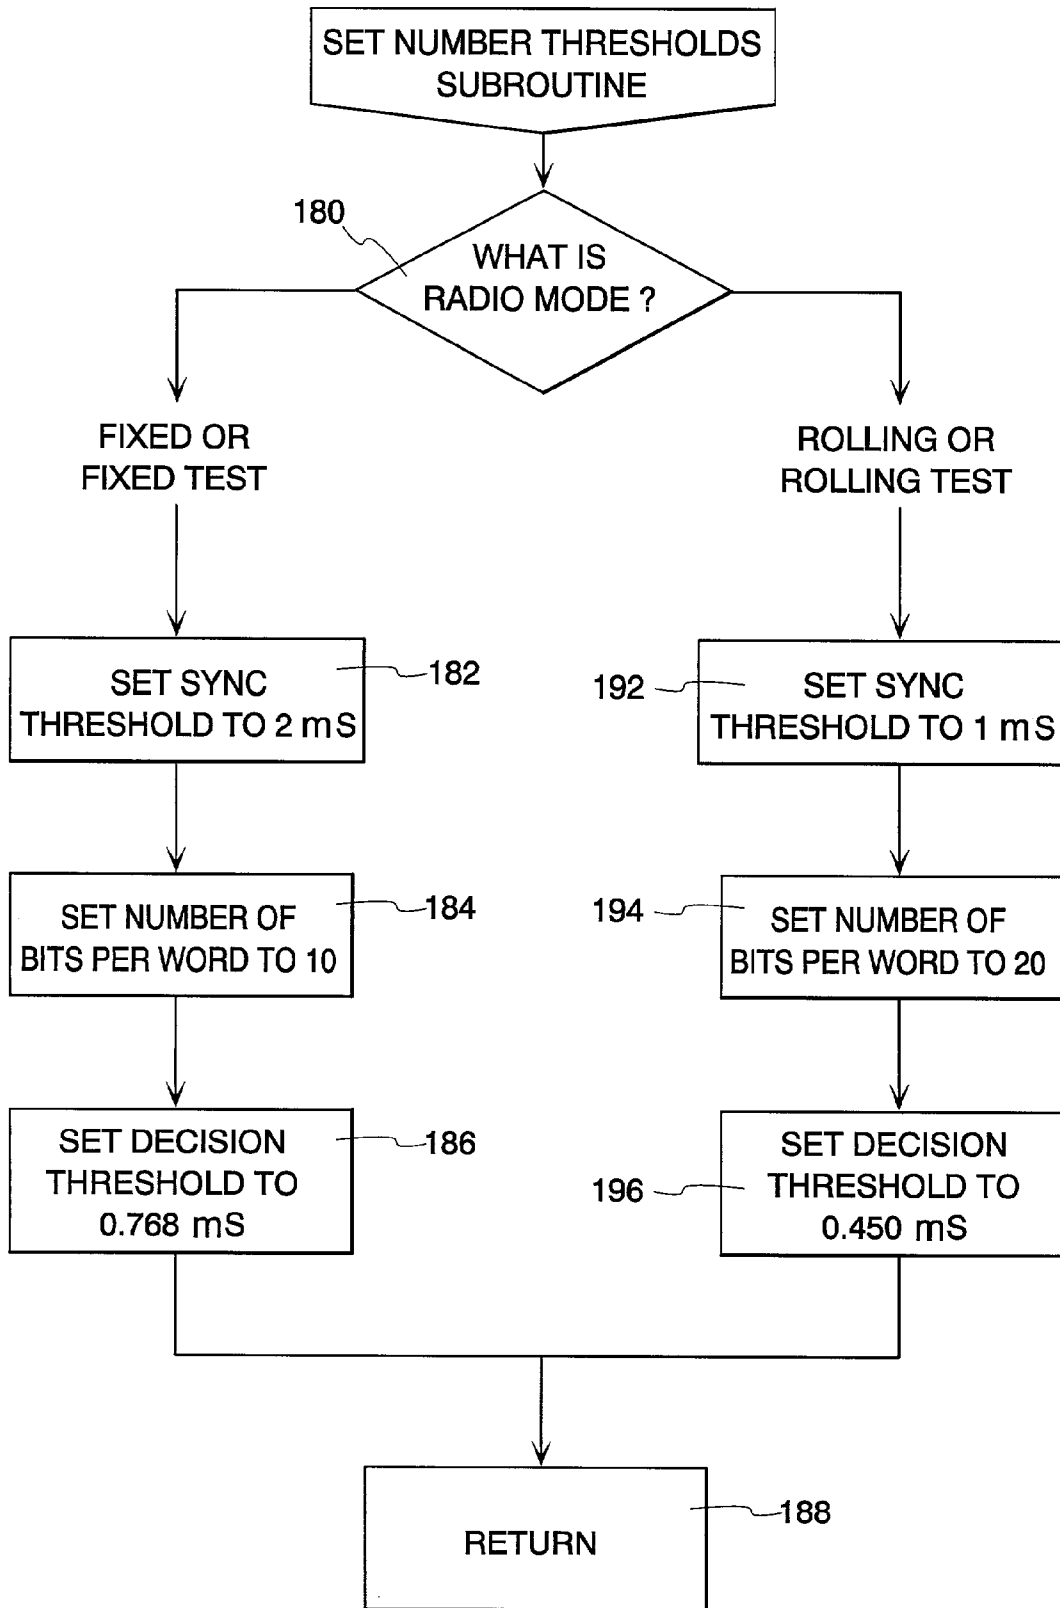 SET NUMBER THRESHOLDS
SUBROUTINE
180
WHAT IS
RADIO MODE ?
FIXED OR
FIXED TEST
ROLLING OR
ROLLING TEST
182
SET SYNC
THRESHOLD TO 2 mS
192
SET SYNC
THRESHOLD TO 1 mS
184
SET NUMBER OF
BITS PER WORD TO 10
194
SET NUMBER OF
BITS PER WORD TO 20
186
SET DECISION
THRESHOLD TO
0.768 mS
196
SET DECISION
THRESHOLD TO
0.450 mS
188
RETURN